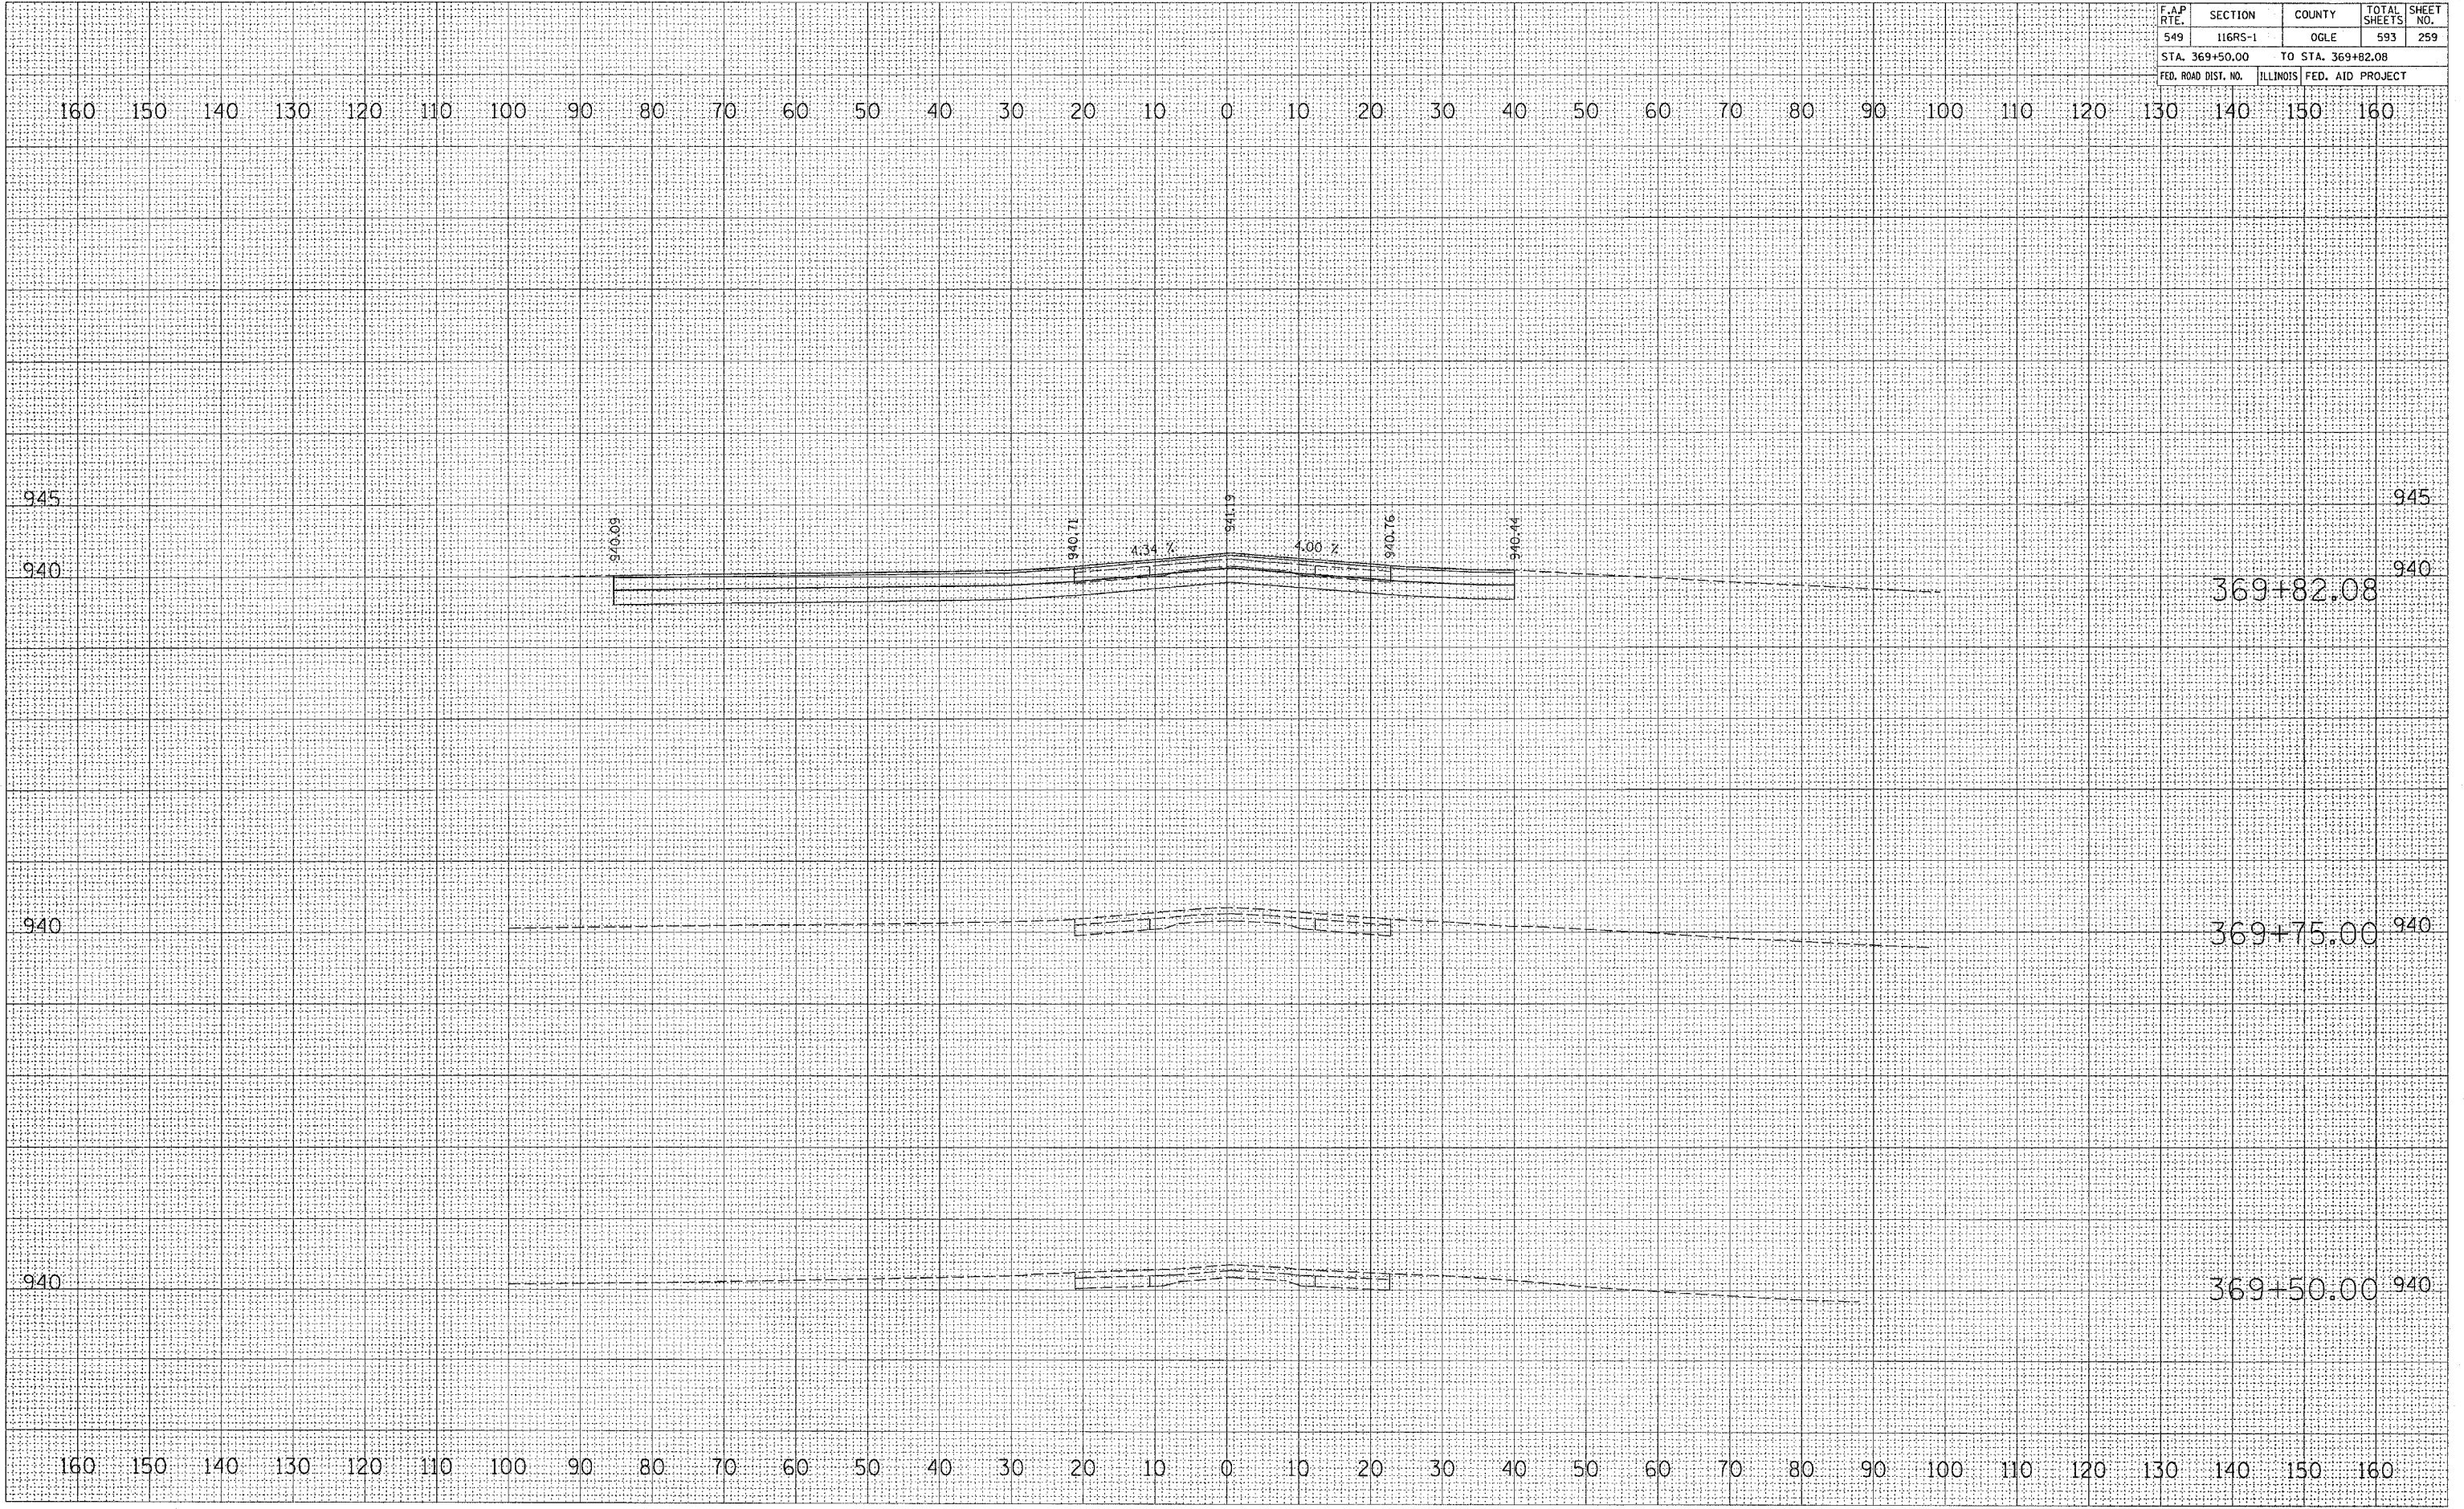 F.A.P RTE. SECTION COUNTY TOTAL SHEETS SHEET NO.
549 116RS-1 OGLE 593 259
STA. 369+50.00 TO STA. 369+82.08
FED. ROAD DIST. NO. ILLINOIS FED. AID PROJECT
160 150 140 130 120 110 100 90 80 70 60 50 40 30 20 10 0 10 20 30 40 50 60 70 80 90 100 110 120 130 140 150 160
945 945
940.09 940.71 4.34 % 941.19 4.00 % 940.76 940.44
940 940
369+82.08
940 369+75.00 940
940 369+50.00 940
160 150 140 130 120 110 100 90 80 70 60 50 40 30 20 10 0 10 20 30 40 50 60 70 80 90 100 110 120 130 140 150 160